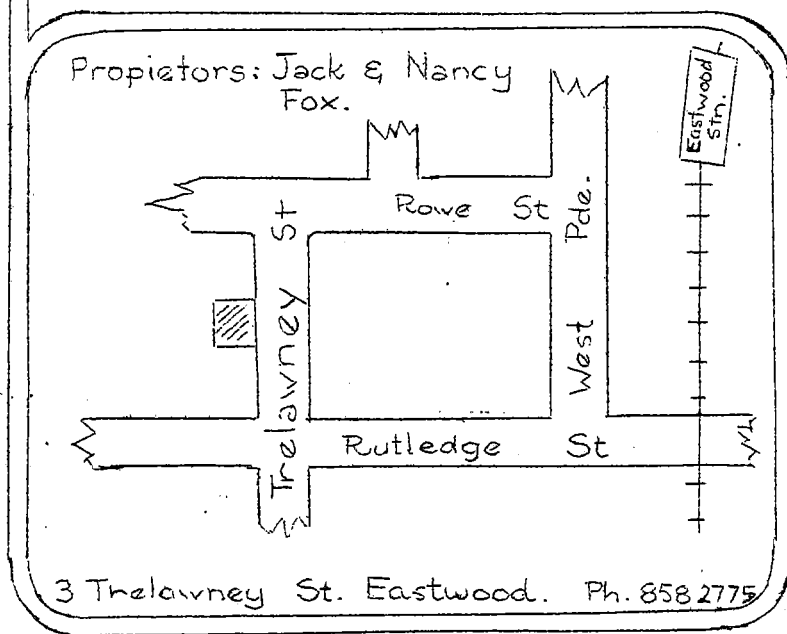 Propietors: Jack & Nancy
Fox.
Eastwood
Stn.
Rowe St
West Pde.
Trelawney St
Rutledge St
3 Trelawney St. Eastwood. Ph. 858 2775